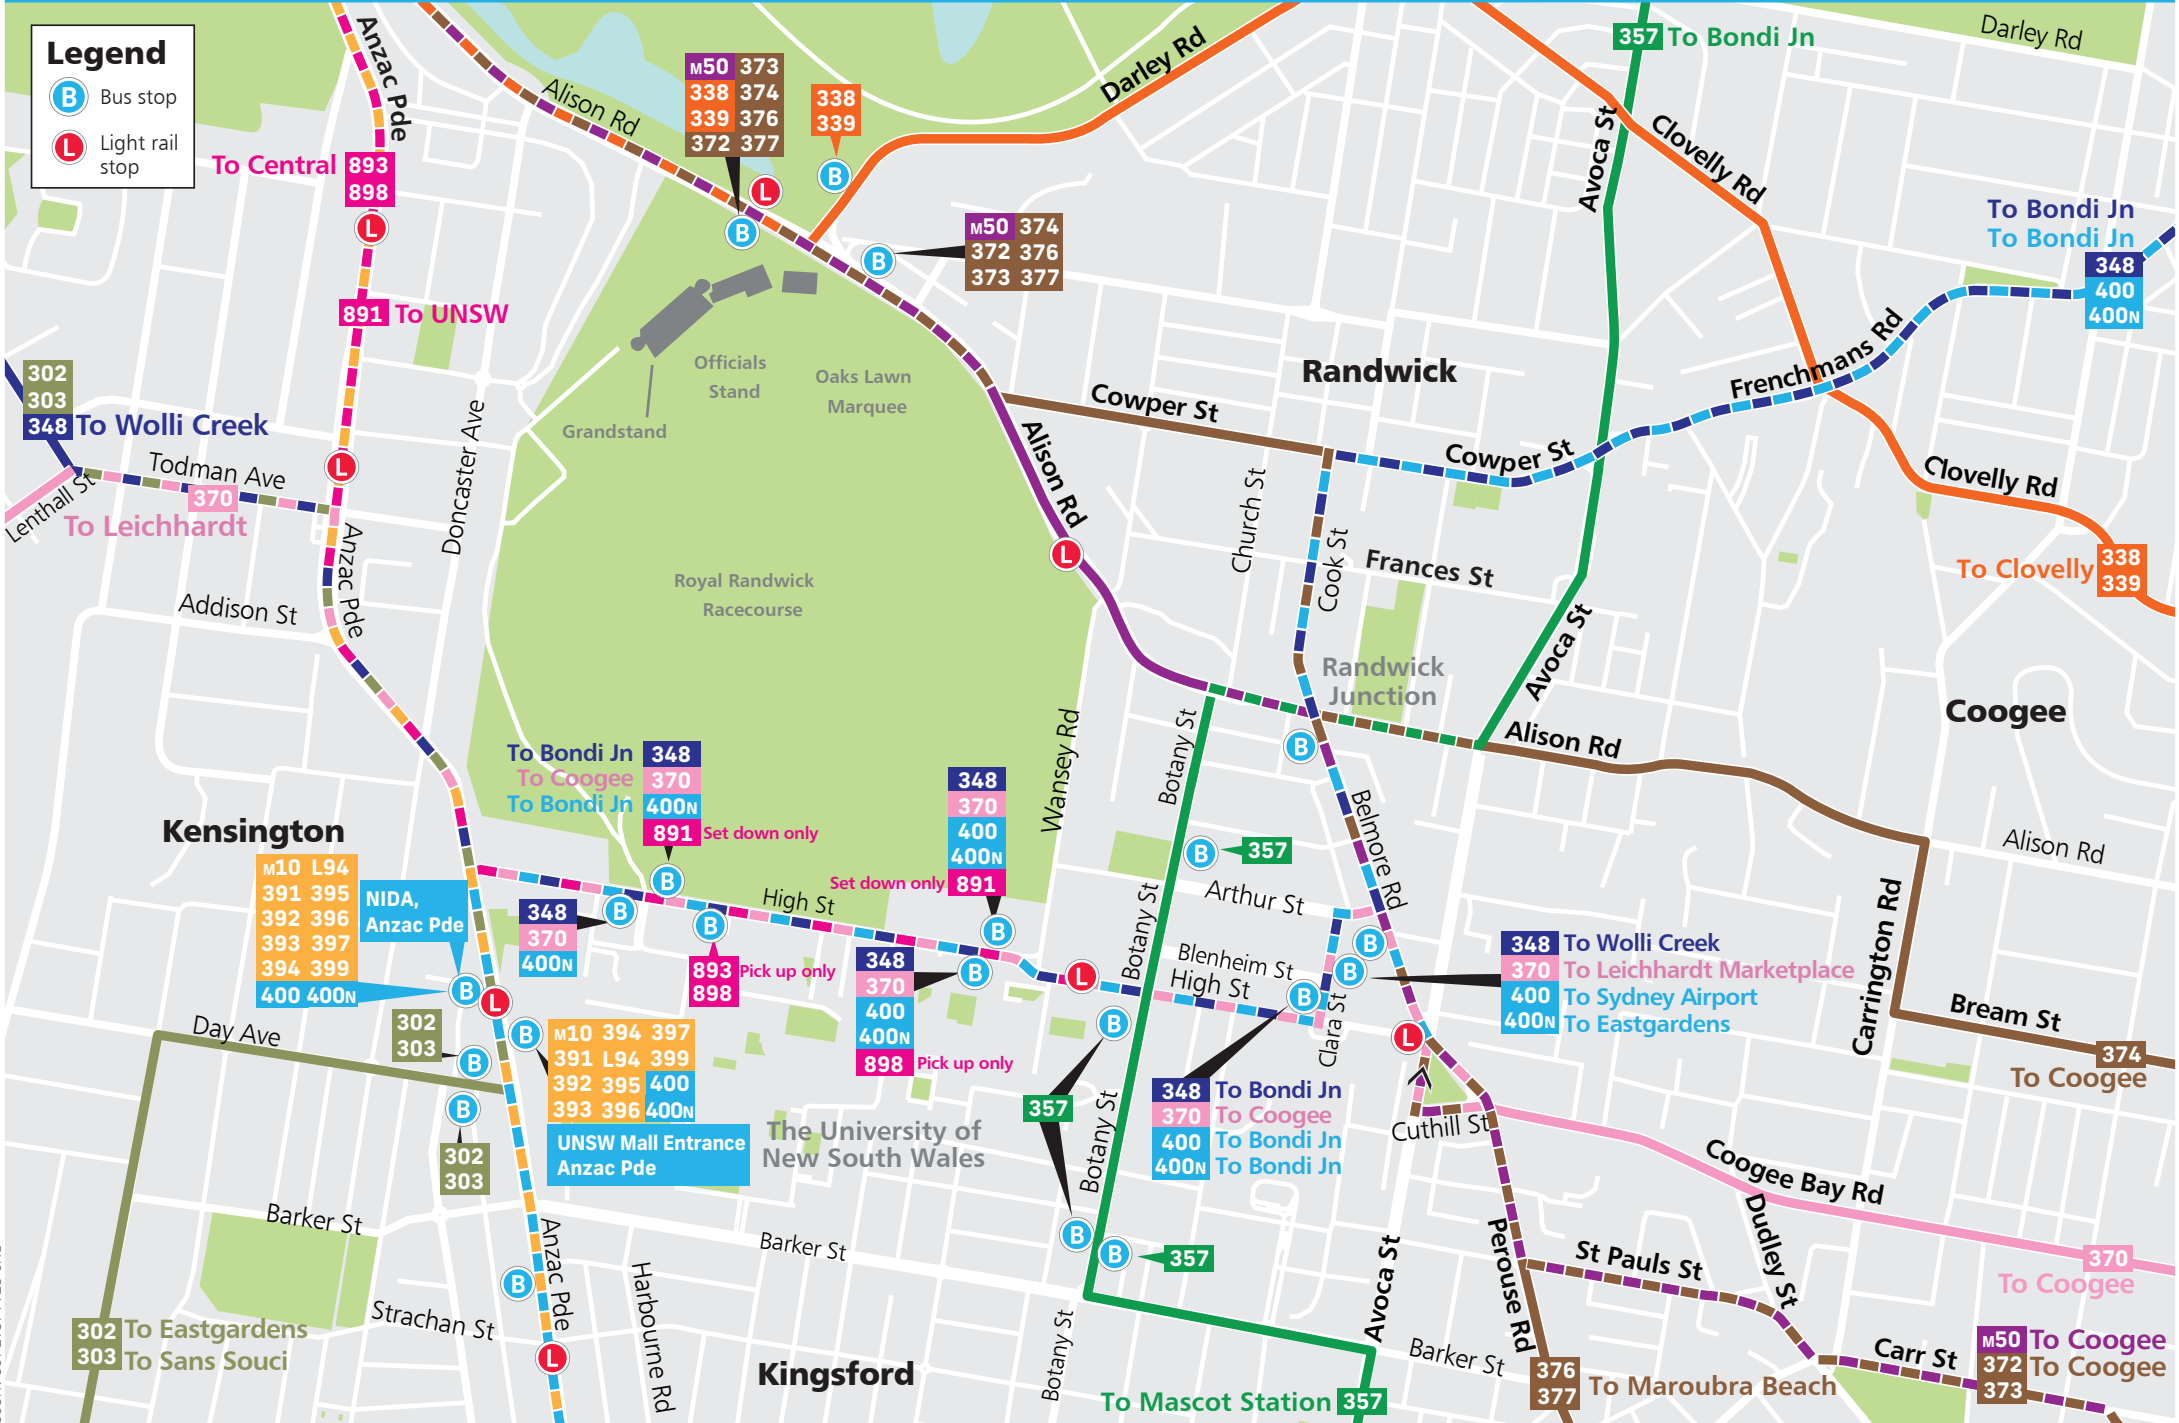 Legend
B Bus stop
L Light rail
stop
Anzac Pde
Alison Rd
M50 373
338 374
339 376
372 377
338
339
Darley Rd
357 To Bondi Jn
Darley Rd
Avoca St
Clovelly Rd
To Central 893
898
L
B
L
B
M50 374
372 376
373 377
B
To Bondi Jn
To Bondi Jn
348
400
400N
891 To UNSW
302
303
348 To Wolli Creek
Todman Ave
370
To Leichhardt
Lenthall St
L
Doncaster Ave
Officials
Stand
Oaks Lawn
Marquee
Grandstand
Randwick
Cowper St
Alison Rd
Cowper St
Frenchmans Rd
Clovelly Rd
Church St
Cook St
Frances St
L
To Clovelly 338
339
Anzac Pde
Addison St
Royal Randwick
Racecourse
Randwick
Junction
Avoca St
Coogee
Alison Rd
Alison Rd
Wansey Rd
Botany St
B
Belmore Rd
To Bondi Jn 348
To Coogee 370
To Bondi Jn 400N
891 Set down only
348
370
400
400N
Set down only 891
Kensington
M10 L94
391 395
392 396
393 397
394 399
400 400N
NIDA,
Anzac Pde
B
L
348
370
400N
B
B
High St
B
893 Pick up only
898
B
B
348
370
400
400N
898 Pick up only
L
B 357
Arthur St
Botany St
Blenheim St
High St
Clara St
B
B
B
348 To Wolli Creek
370 To Leichhardt Marketplace
400 To Sydney Airport
400N To Eastgardens
Carrington Rd
Bream St
374
To Coogee
Day Ave
302
303
B
B
302
303
B
M10 394 397
391 L94 399
392 395 400
393 396 400N
UNSW Mall Entrance
Anzac Pde
The University of
New South Wales
B
357
Botany St
348 To Bondi Jn
370 To Coogee
400 To Bondi Jn
400N To Bondi Jn
L
Cuthill St
Coogee Bay Rd
370
To Coogee
Barker St
Anzac Pde
Barker St
B
B
357
Avoca St
Perouse Rd
St Pauls St
Dudley St
B
Strachan St
L
Harbourne Rd
302 To Eastgardens
303 To Sans Souci
Kingsford
Botany St
Barker St
To Mascot Station 357
376
377 To Maroubra Beach
Carr St
M50 To Coogee
372 To Coogee
373